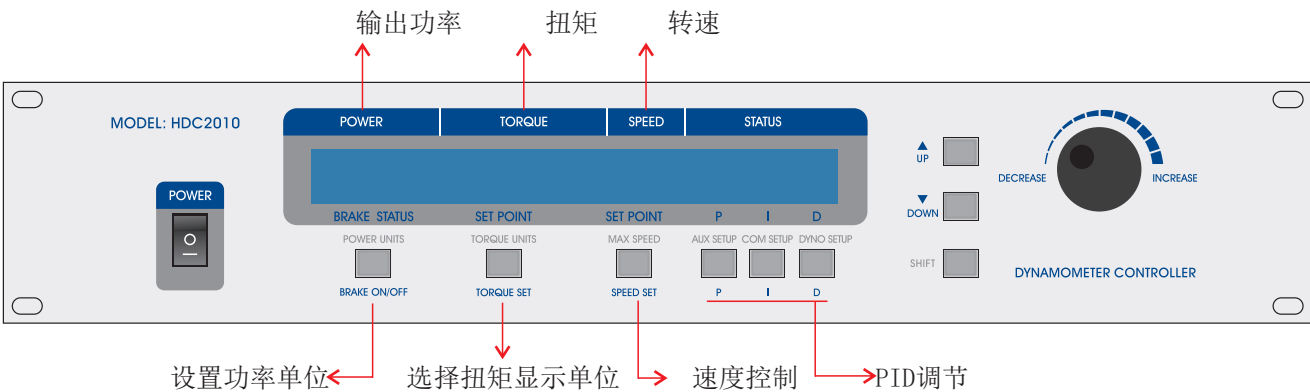 输出功率 扭矩 转速
MODEL: HDC2010 POWER TORQUE SPEED STATUS
▲
UP
DECREASE INCREASE
POWER
▼
DOWN
BRAKE STATUS SET POINT SET POINT P I D
POWER UNITS TORQUE UNITS MAX SPEED AUX SETUP COM SETUP DYNO SETUP
SHIFT
DYNAMOMETER CONTROLLER
BRAKE ON/OFF TORQUE SET SPEED SET P I D
设置功率单位 选择扭矩显示单位 速度控制 PID调节